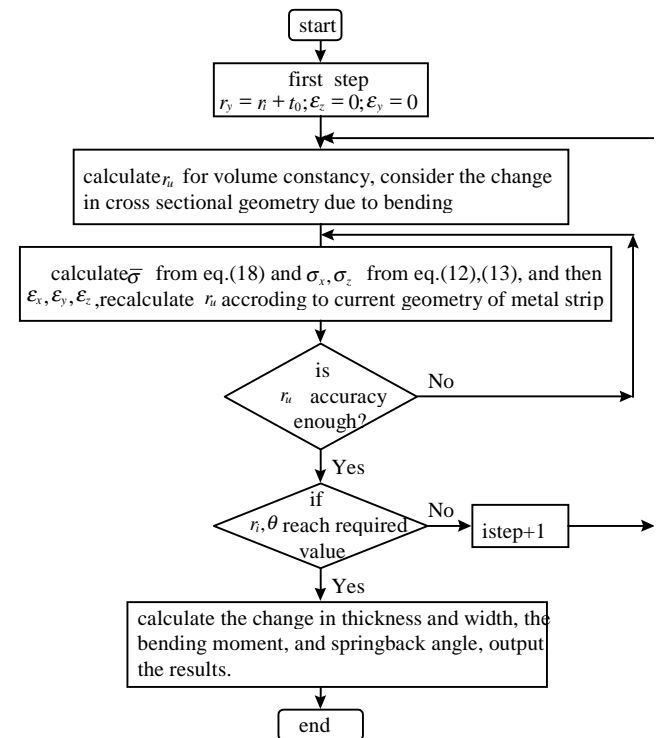 start
first step
r_y = r_i + t_0; ε_z = 0; ε_y = 0
calculate r_u for volume constancy, consider the change
in cross sectional geometry due to bending
calculate σ̅ from eq.(18) and σ_x, σ_z from eq.(12),(13), and then
ε_x, ε_y, ε_z, recalculate r_u accroding to current geometry of metal strip
is
r_u accuracy
enough?
No
Yes
if
r_i, θ reach required
value
No
istep+1
Yes
calculate the change in thickness and width, the
bending moment, and springback angle, output
the results.
end